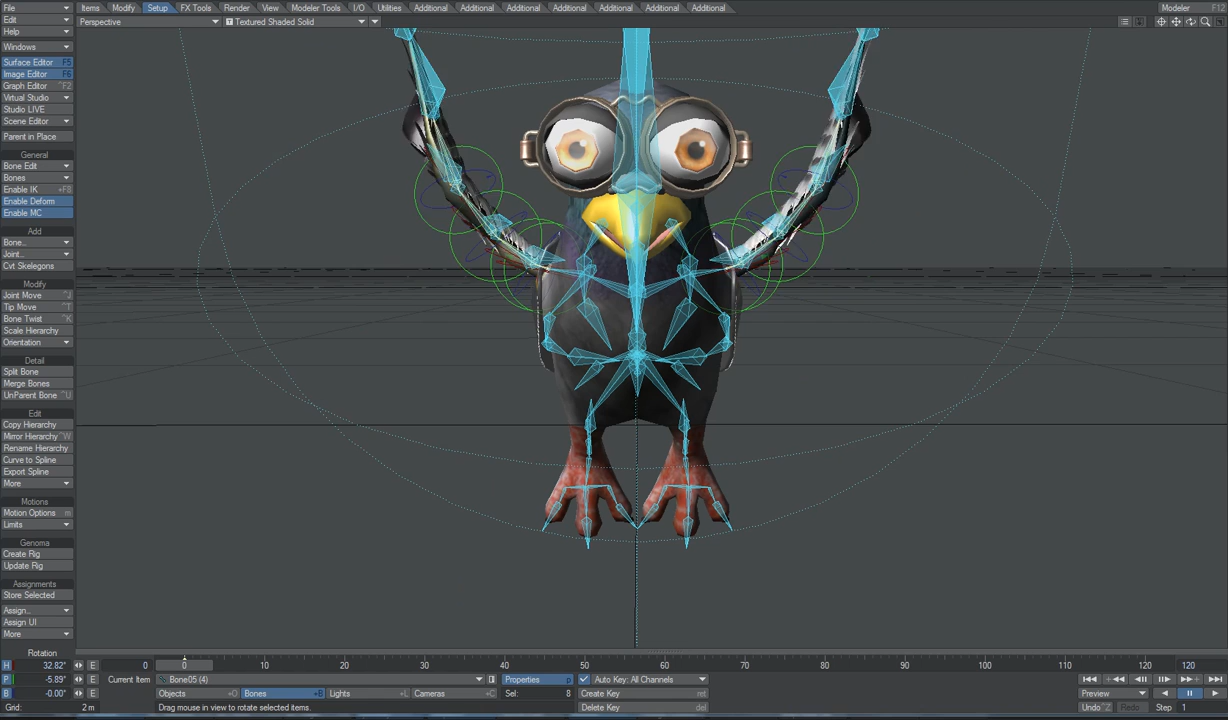 File
Items
Modify
Setup
FX Tools
Render
View
Modeler Tools
I/O
Utilities
Additional
Additional
Additional
Additional
Additional
Additional
Additional
Modeler F12
Edit
Perspective
Textured Shaded Solid
Help
Windows
Surface Editor F5
Image Editor F6
Graph Editor ^F2
Virtual Studio
Studio LIVE
Scene Editor
Parent in Place
General
Bone Edit
Bones
Enable IK +F8
Enable Deform
Enable MC
Add
Bone...
Joint...
Cvt Skelegons
Modify
Joint Move ^J
Tip Move ^T
Bone Twist ^K
Scale Hierarchy
Orientation
Detail
Split Bone
Merge Bones
UnParent Bone ^U
Edit
Copy Hierarchy
Mirror Hierarchy ^W
Rename Hierarchy
Curve to Spline
Export Spline
More
Motions
Motion Options m
Limits
Genoma
Create Rig
Update Rig
Assignments
Store Selected
Assign...
Assign UI
More
Rotation
H 32.82° E 0 0 10 20 30 40 50 60 70 80 90 100 110 120 120
P -5.89° E Current Item Bone05 (4) Properties p Auto Key: All Channels
B -0.00° E Objects +O Bones +B Lights +L Cameras +C Sel: 8 Create Key ret Preview
Grid: 2 m Drag mouse in view to rotate selected items. Delete Key del Undo ^Z Redo Step 1